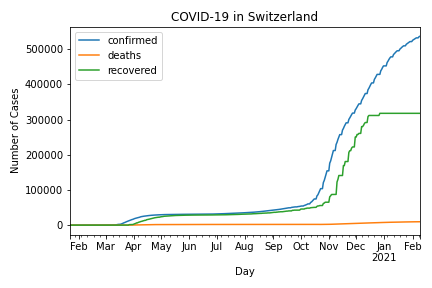 COVID-19 in Switzerland
confirmed
deaths
recovered
Number of Cases
500000
400000
300000
200000
100000
0
Feb Mar Apr May Jun Jul Aug Sep Oct Nov Dec Jan Feb
2021
Day